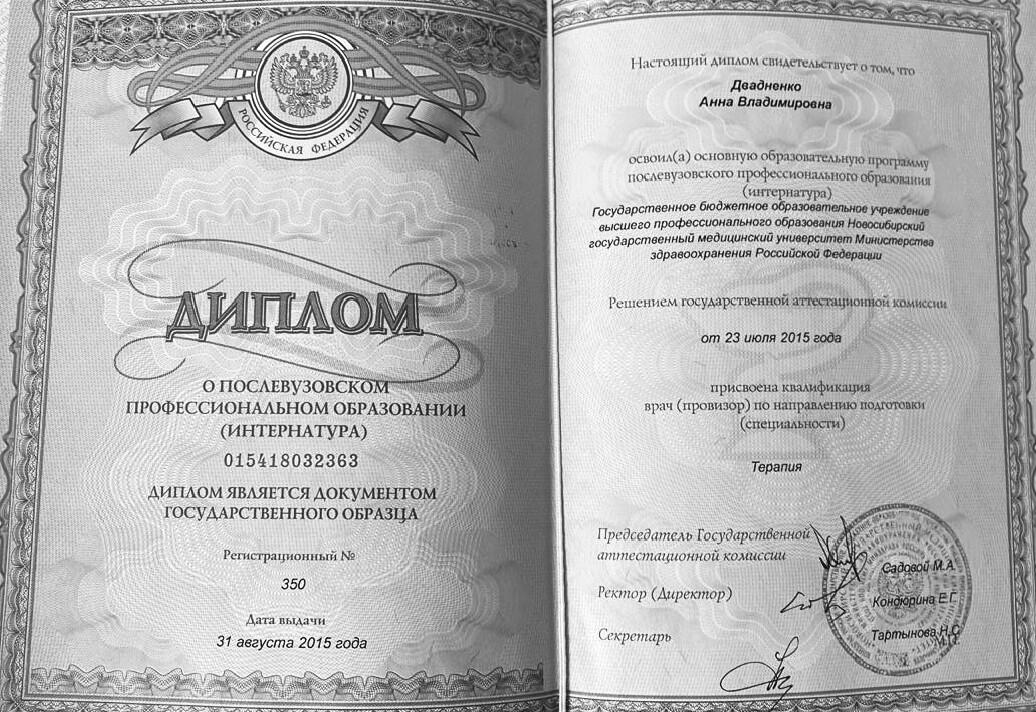 РОССИЙСКАЯ ФЕДЕРАЦИЯ
ДИПЛОМ
О ПОСЛЕВУЗОВСКОМ
ПРОФЕССИОНАЛЬНОМ ОБРАЗОВАНИИ
(ИНТЕРНАТУРА)
015418032363
ДИПЛОМ ЯВЛЯЕТСЯ ДОКУМЕНТОМ
ГОСУДАРСТВЕННОГО ОБРАЗЦА
Регистрационный №
350
Дата выдачи
31 августа 2015 года
Настоящий диплом свидетельствует о том, что
Двадненко
Анна Владимировна
освоил(а) основную образовательную программу
послевузовского профессионального образования
(интернатура)
Государственное бюджетное образовательное учреждение
высшего профессионального образования Новосибирский
государственный медицинский университет Министерства
здравоохранения Российской Федерации
Решением государственной аттестационной комиссии
от 23 июля 2015 года
присвоена квалификация
врач (провизор) по направлению подготовки
(специальности)
Терапия
Председатель Государственной
аттестационной комиссии
Садовой М.А.
Ректор (Директор)
Кондюрина Е.Г.
Секретарь
Тартынова Н.С.
М.П.